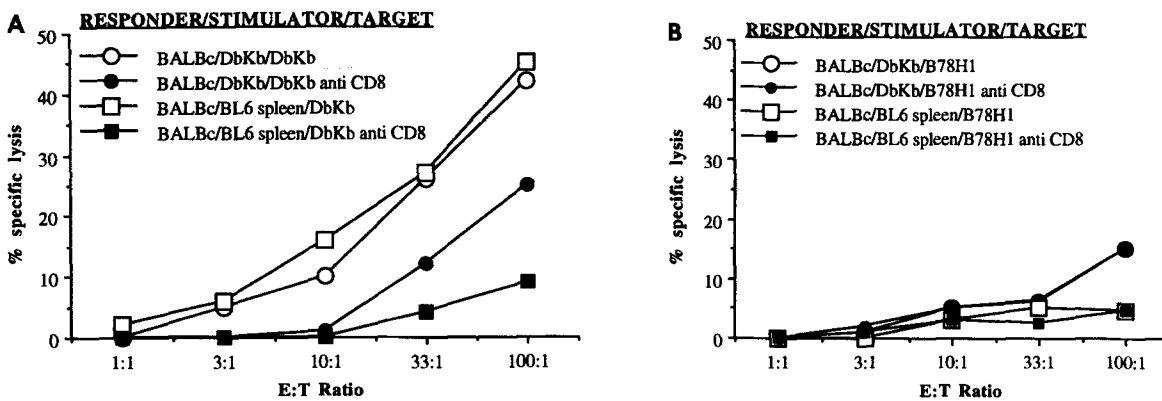 A
RESPONDER/STIMULATOR/TARGET
BALBc/DbKb/DbKb
BALBc/DbKb/DbKb anti CD8
BALBc/BL6 spleen/DbKb
BALBc/BL6 spleen/DbKb anti CD8
% specific lysis
50
40
30
20
10
0
1:1 3:1 10:1 33:1 100:1
E:T Ratio
B
RESPONDER/STIMULATOR/TARGET
BALBc/DbKb/B78H1
BALBc/DbKb/B78H1 anti CD8
BALBc/BL6 spleen/B78H1
BALBc/BL6 spleen/B78H1 anti CD8
% specific lysis
50
40
30
20
10
0
1:1 3:1 10:1 33:1 100:1
E:T Ratio